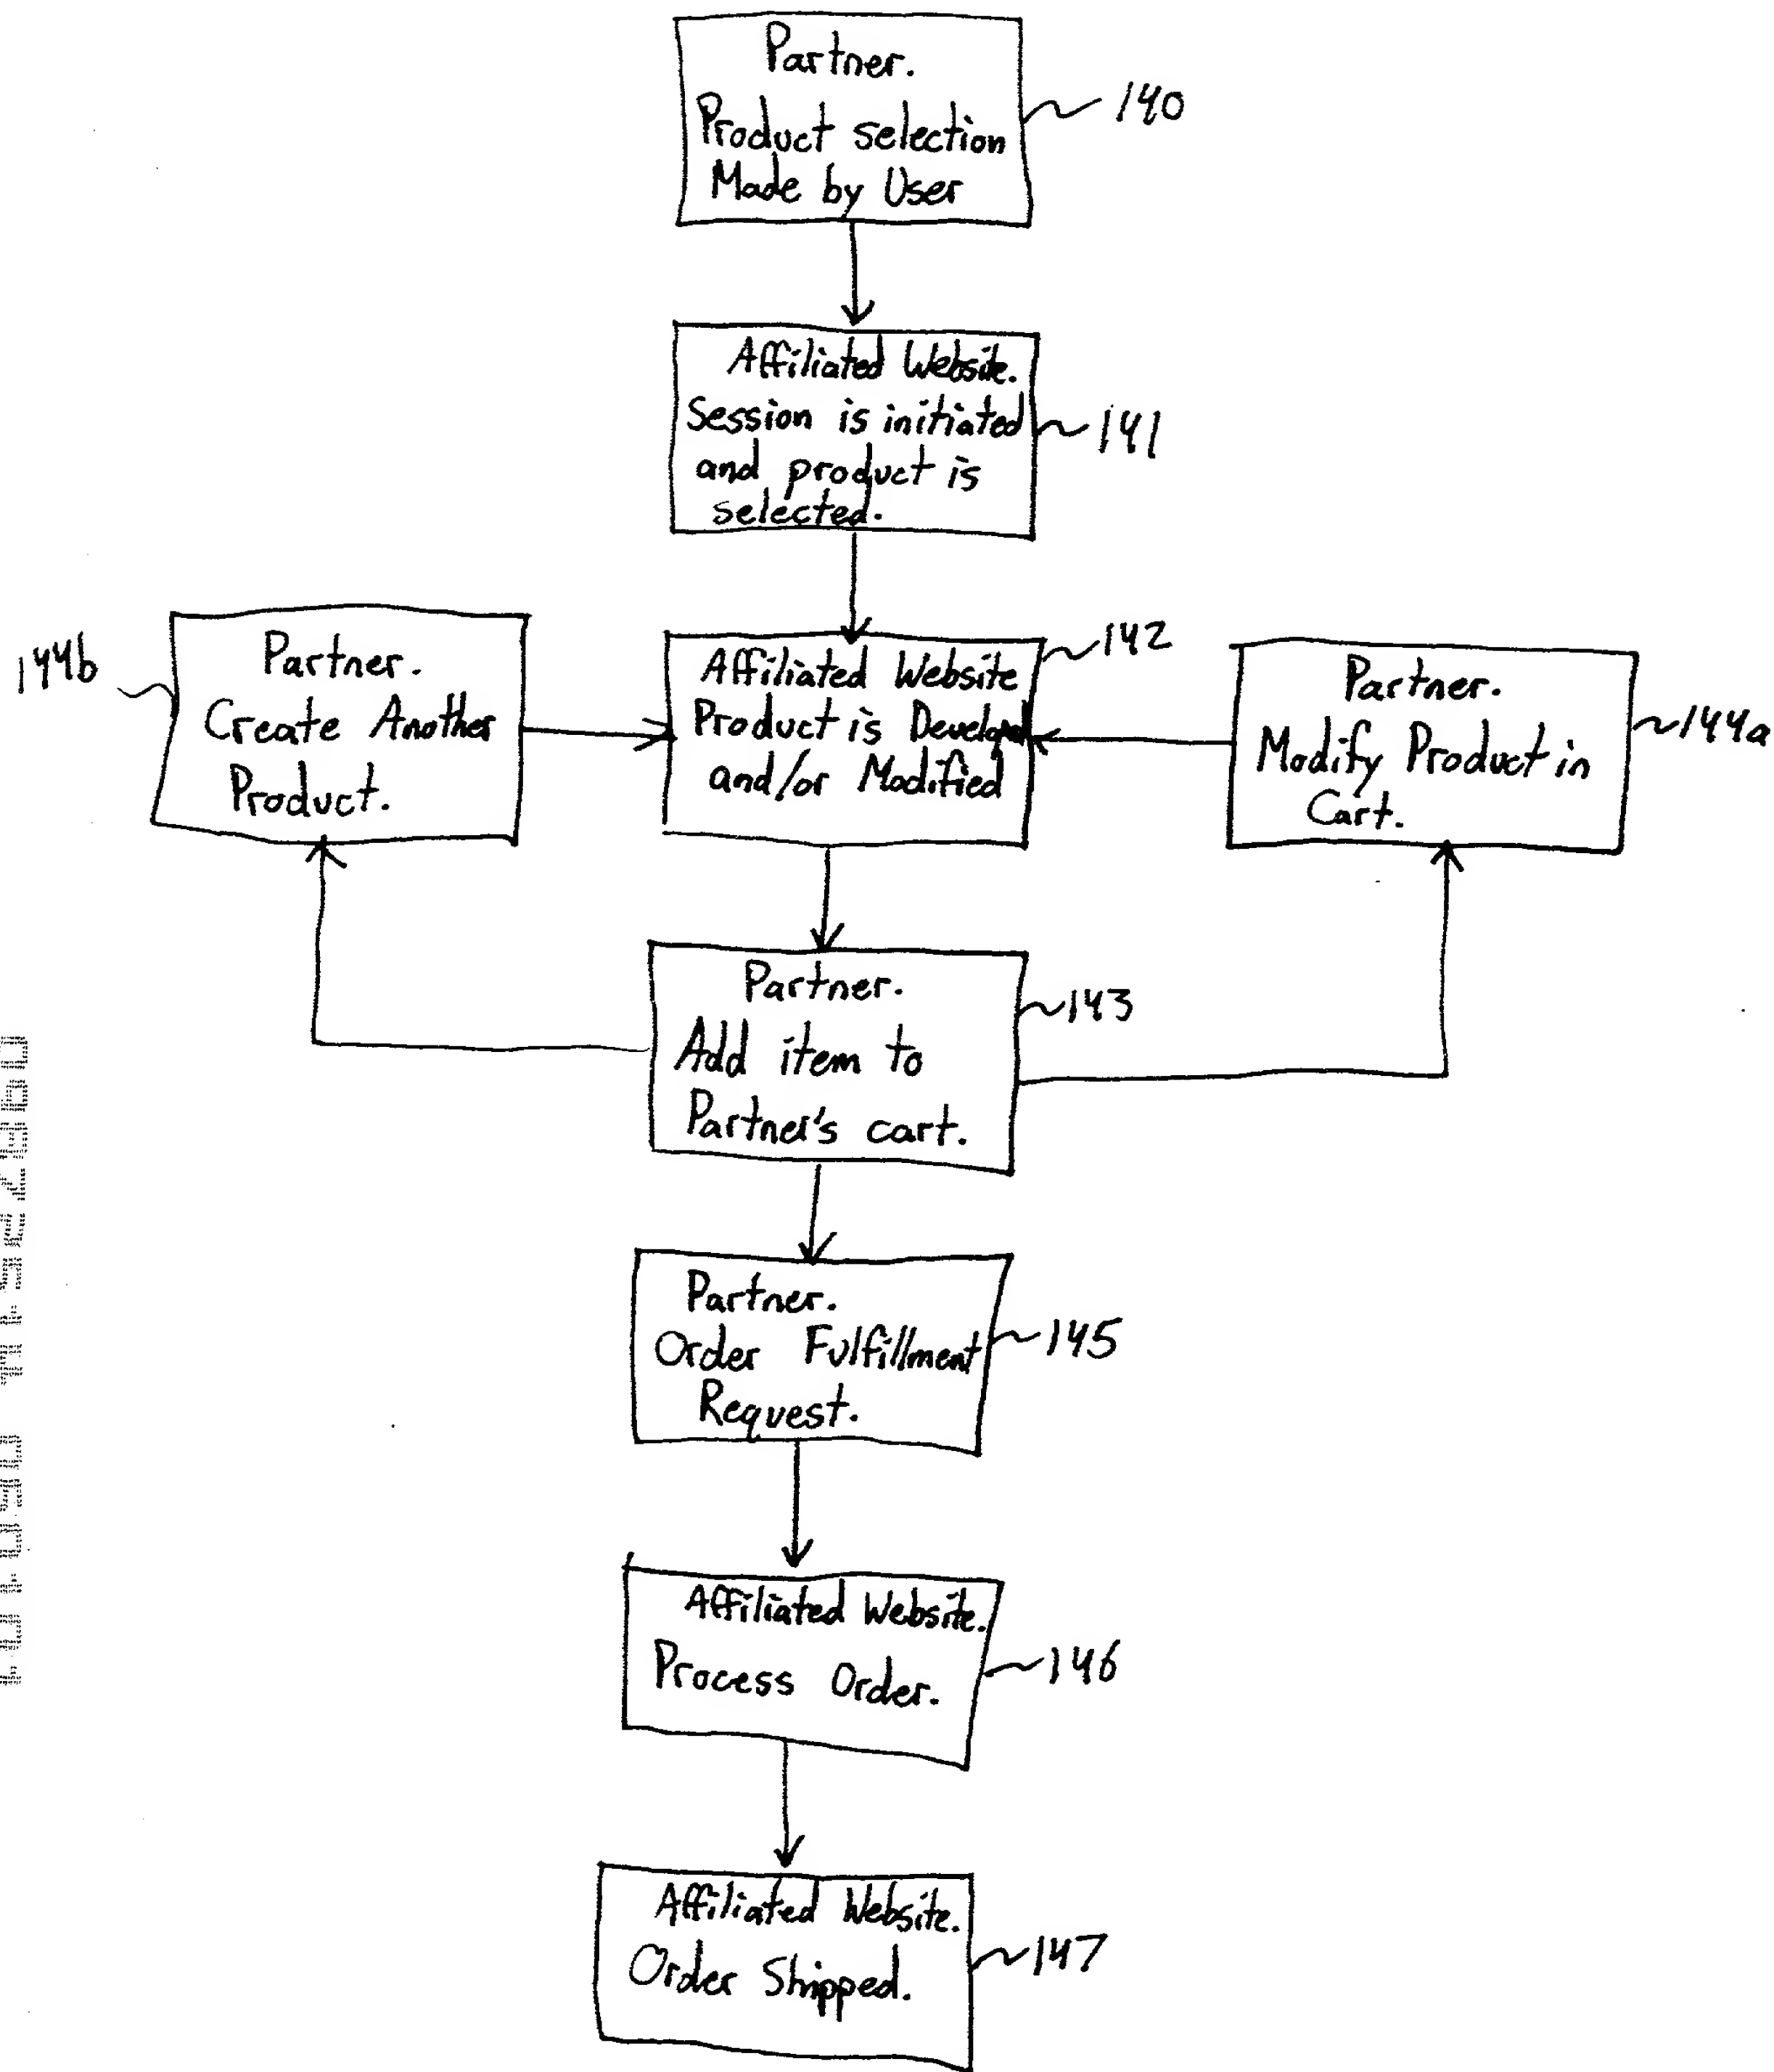 Partner.
Product selection
Made by User
140
Affiliated Website.
Session is initiated
and product is
selected.
141
144b
Partner.
Create Another
Product.
Affiliated Website
Product is Develop
and/or Modified
142
Partner.
Modify Product in
Cart.
144a
Partner.
Add item to
Partner's cart.
143
Partner.
Order Fulfillment
Request.
145
Affiliated Website.
Process Order.
146
Affiliated Website.
Order Shipped.
147